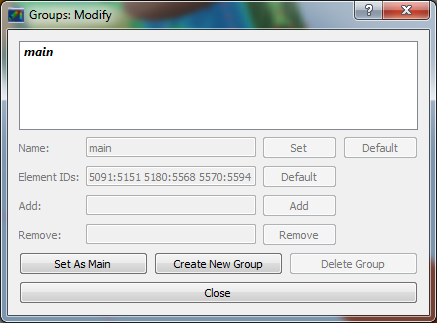 Groups: Modify
main
Name: main Set Default
Element IDs: 5091:5151 5180:5568 5570:5594 Default
Add: Add
Remove: Remove
Set As Main Create New Group Delete Group
Close